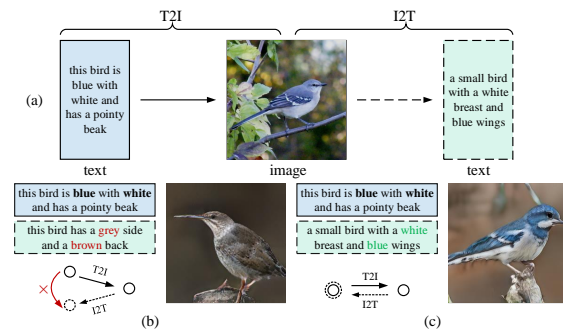 T2I I2T
this bird is
blue with
white and
has a pointy
beak
a small bird
with a white
breast and
blue wings
(a)
text image text
this bird is blue with white
and has a pointy beak
this bird has a grey side
and a brown back
T2I
I2T
(b)
this bird is blue with white
and has a pointy beak
a small bird with a white
breast and blue wings
T2I
I2T
(c)